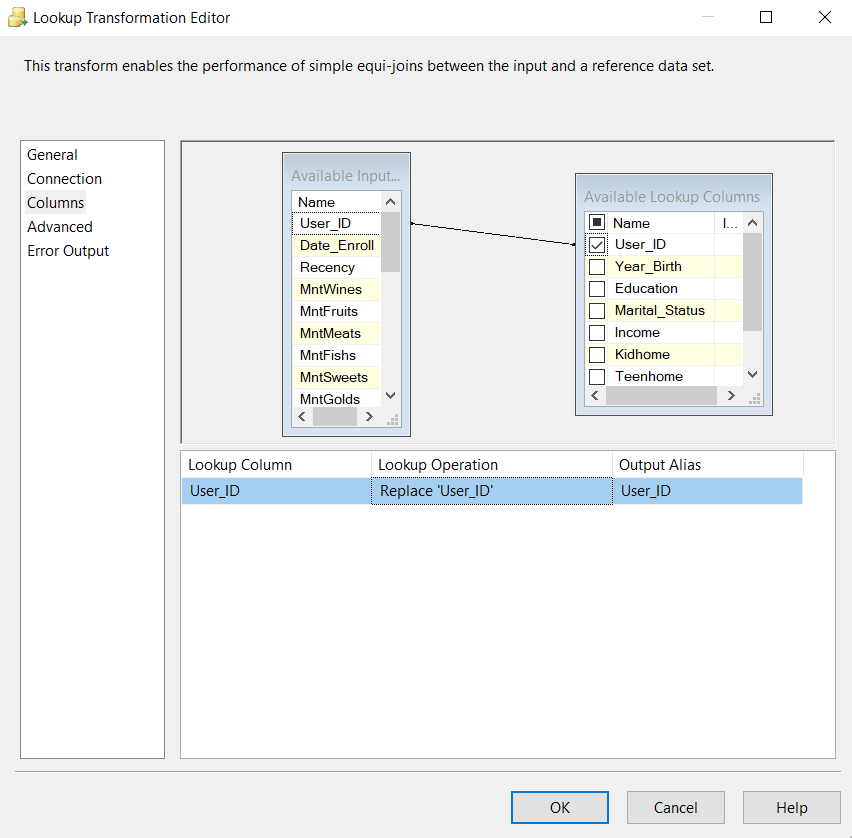 Lookup Transformation Editor
This transform enables the performance of simple equi-joins between the input and a reference data set.
General
Connection
Columns
Advanced
Error Output
Available Input...
Name
User_ID
Date_Enroll
Recency
MntWines
MntFruits
MntMeats
MntFishs
MntSweets
MntGolds
Available Lookup Columns
Name I...
User_ID
Year_Birth
Education
Marital_Status
Income
Kidhome
Teenhome
Lookup Column Lookup Operation Output Alias
User_ID Replace 'User_ID' User_ID
OK Cancel Help